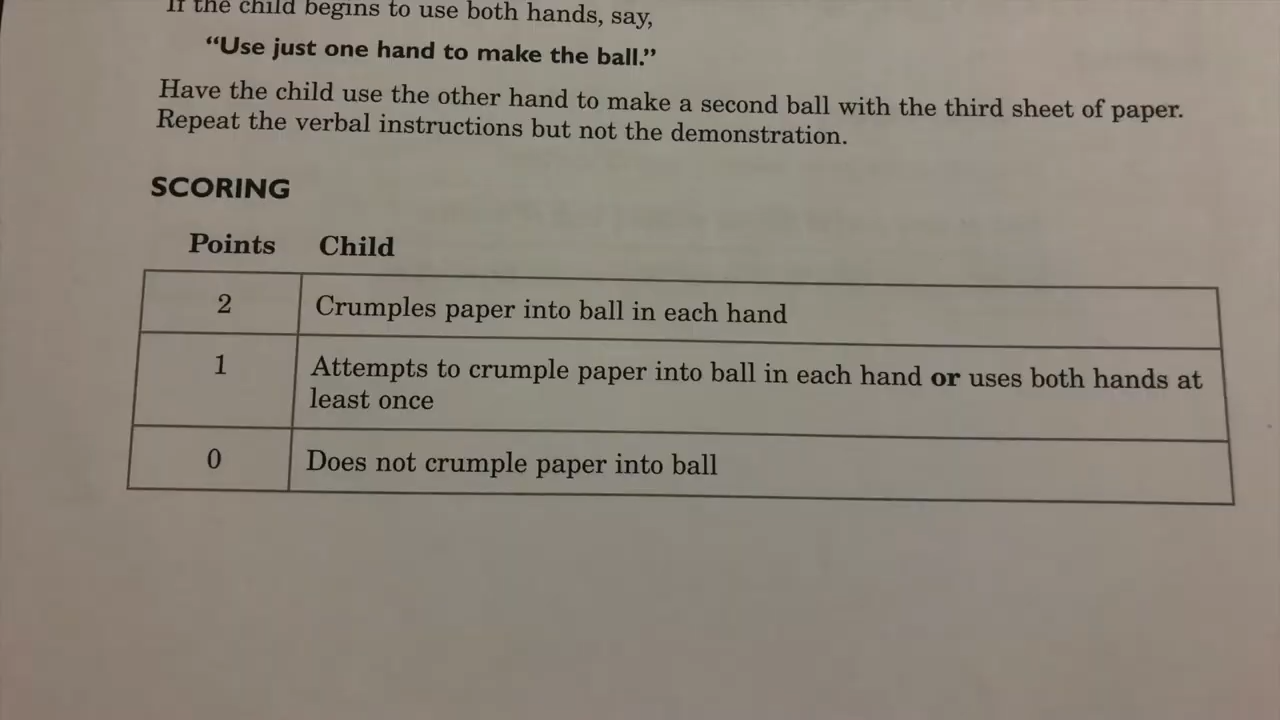 If the child begins to use both hands, say,
“Use just one hand to make the ball.”
Have the child use the other hand to make a second ball with the third sheet of paper.
Repeat the verbal instructions but not the demonstration.
SCORING
Points Child
2 Crumples paper into ball in each hand
1 Attempts to crumple paper into ball in each hand or uses both hands at
least once
0 Does not crumple paper into ball